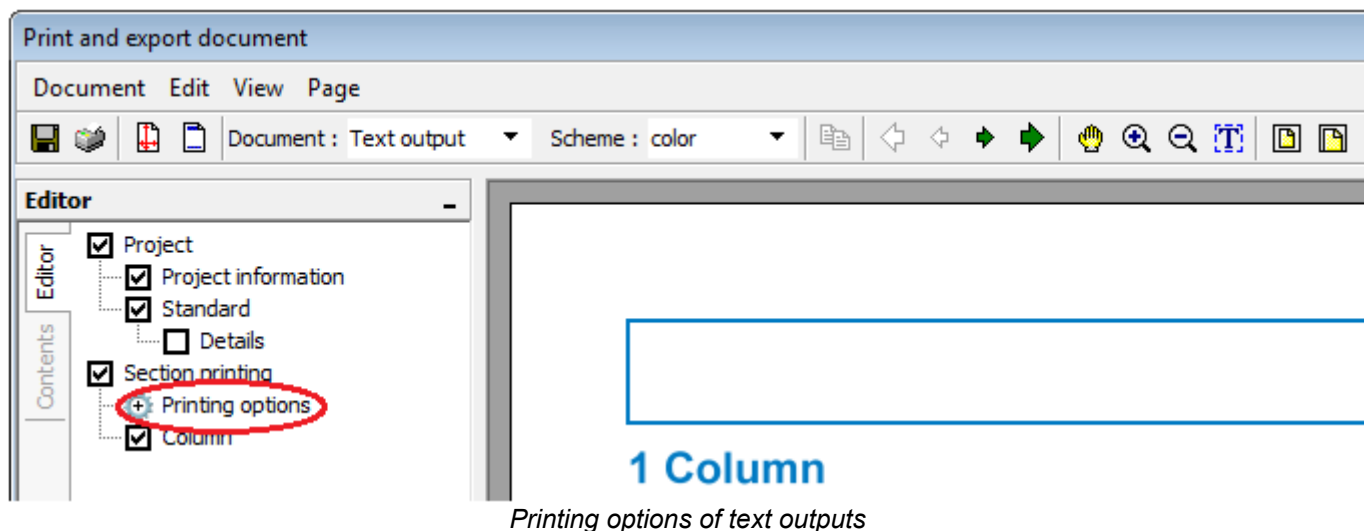 Print and export document
Document Edit View Page
Document : Text output Scheme : color T
Editor
Editor
Contents
Project
Project information
Standard
Details
Section printing
Printing options
Column
1 Column
Printing options of text outputs